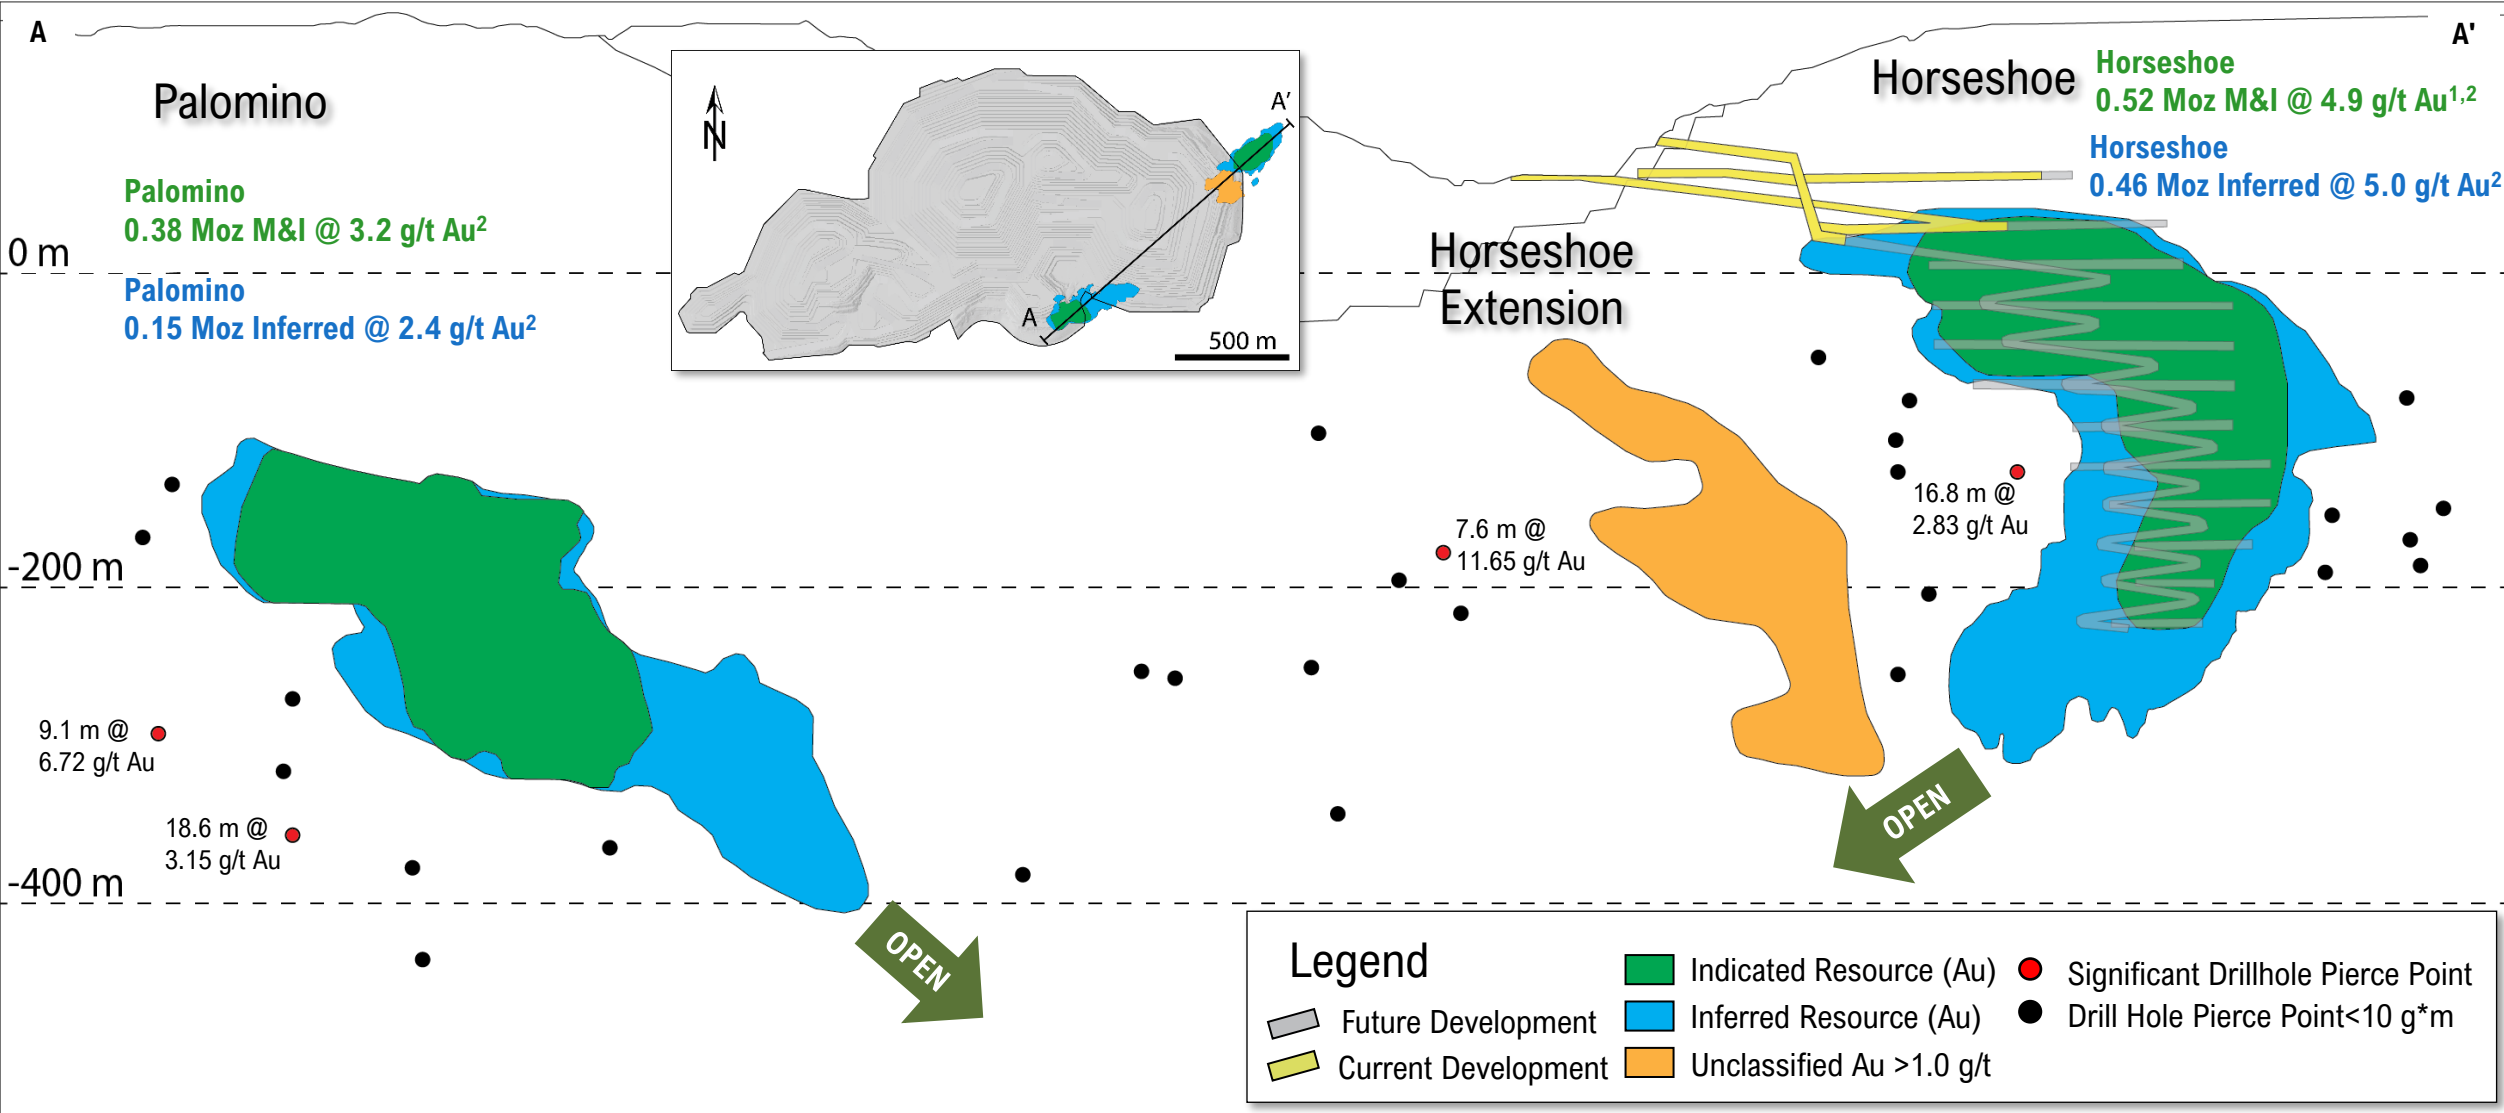 A
A'
Palomino
Palomino
0.38 Moz M&I @ 3.2 g/t Au²
Palomino
0.15 Moz Inferred @ 2.4 g/t Au²
N
A’
A
500 m
Horseshoe
Horseshoe
0.52 Moz M&I @ 4.9 g/t Au¹,²
Horseshoe
0.46 Moz Inferred @ 5.0 g/t Au²
Horseshoe
Extension
0 m
-200 m
-400 m
7.6 m @
11.65 g/t Au
16.8 m @
2.83 g/t Au
9.1 m @
6.72 g/t Au
18.6 m @
3.15 g/t Au
OPEN
OPEN
Legend
Future Development
Current Development
Indicated Resource (Au)
Inferred Resource (Au)
Unclassified Au >1.0 g/t
Significant Drillhole Pierce Point
Drill Hole Pierce Point<10 g*m